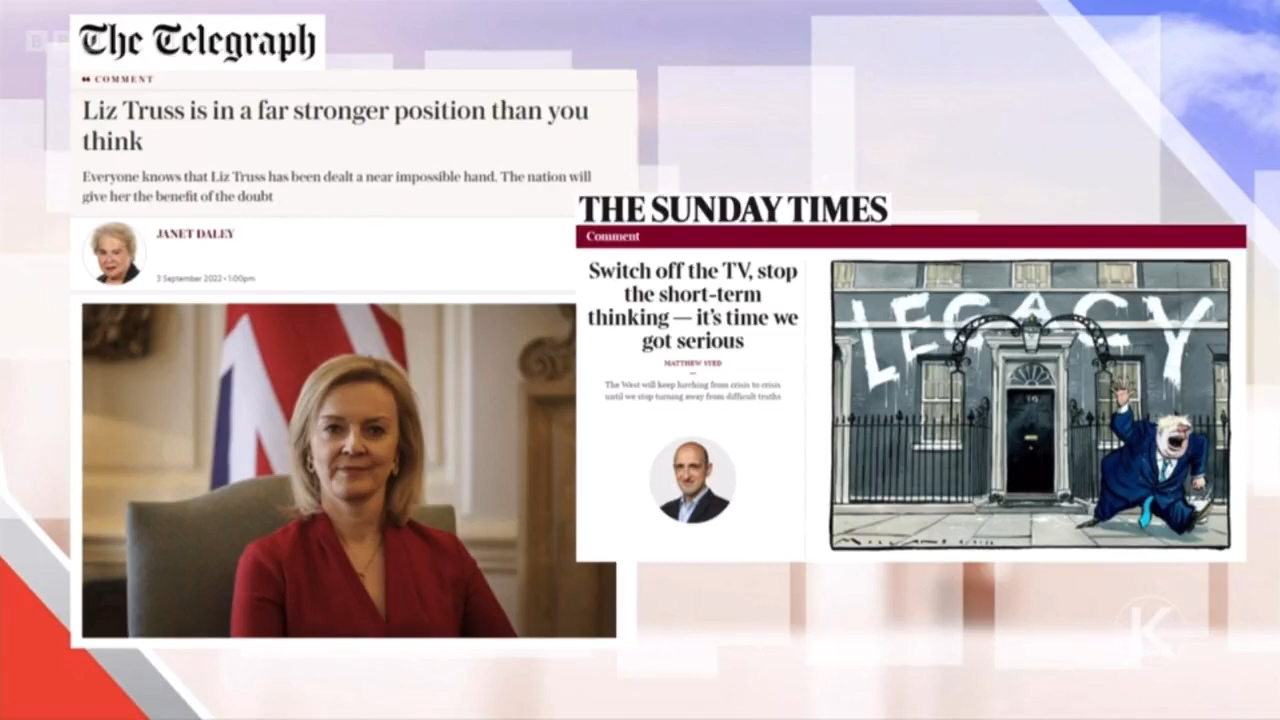 The Telegraph
COMMENT
Liz Truss is in a far stronger position than you
think
Everyone knows that Liz Truss has been dealt a near impossible hand. The nation will
give her the benefit of the doubt
JANET DALEY
3 September 2022 • 1:00pm
THE SUNDAY TIMES
Comment
Switch off the TV, stop
the short-term
thinking — it's time we
got serious
MATTHEW SYED
The West will keep lurching from crisis to crisis
until we stop turning away from difficult truths
LEGACY
10
K